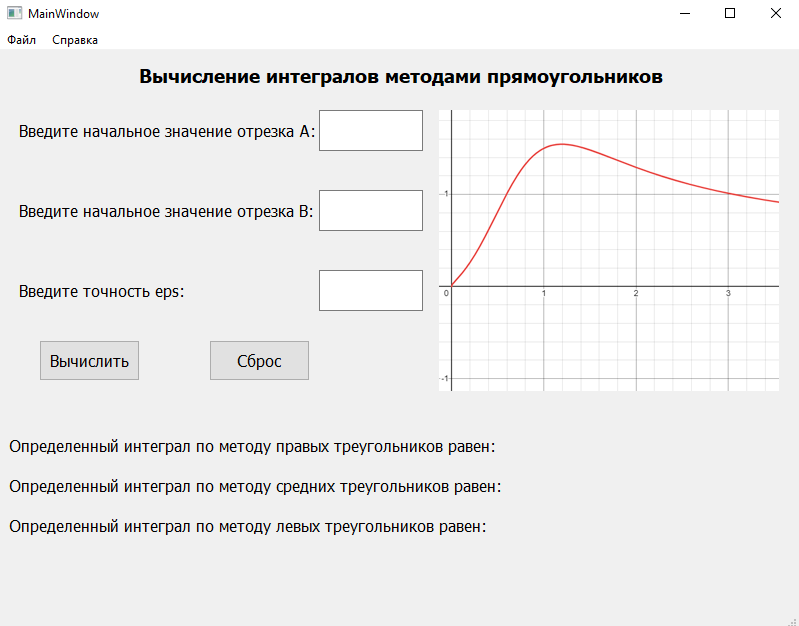 MainWindow
Файл Справка
Вычисление интегралов методами прямоугольников
Введите начальное значение отрезка A:
Введите начальное значение отрезка B:
Введите точность eps:
Вычислить Сброс
1
0 1 2 3
-1
Определенный интеграл по методу правых треугольников равен:
Определенный интеграл по методу средних треугольников равен:
Определенный интеграл по методу левых треугольников равен: